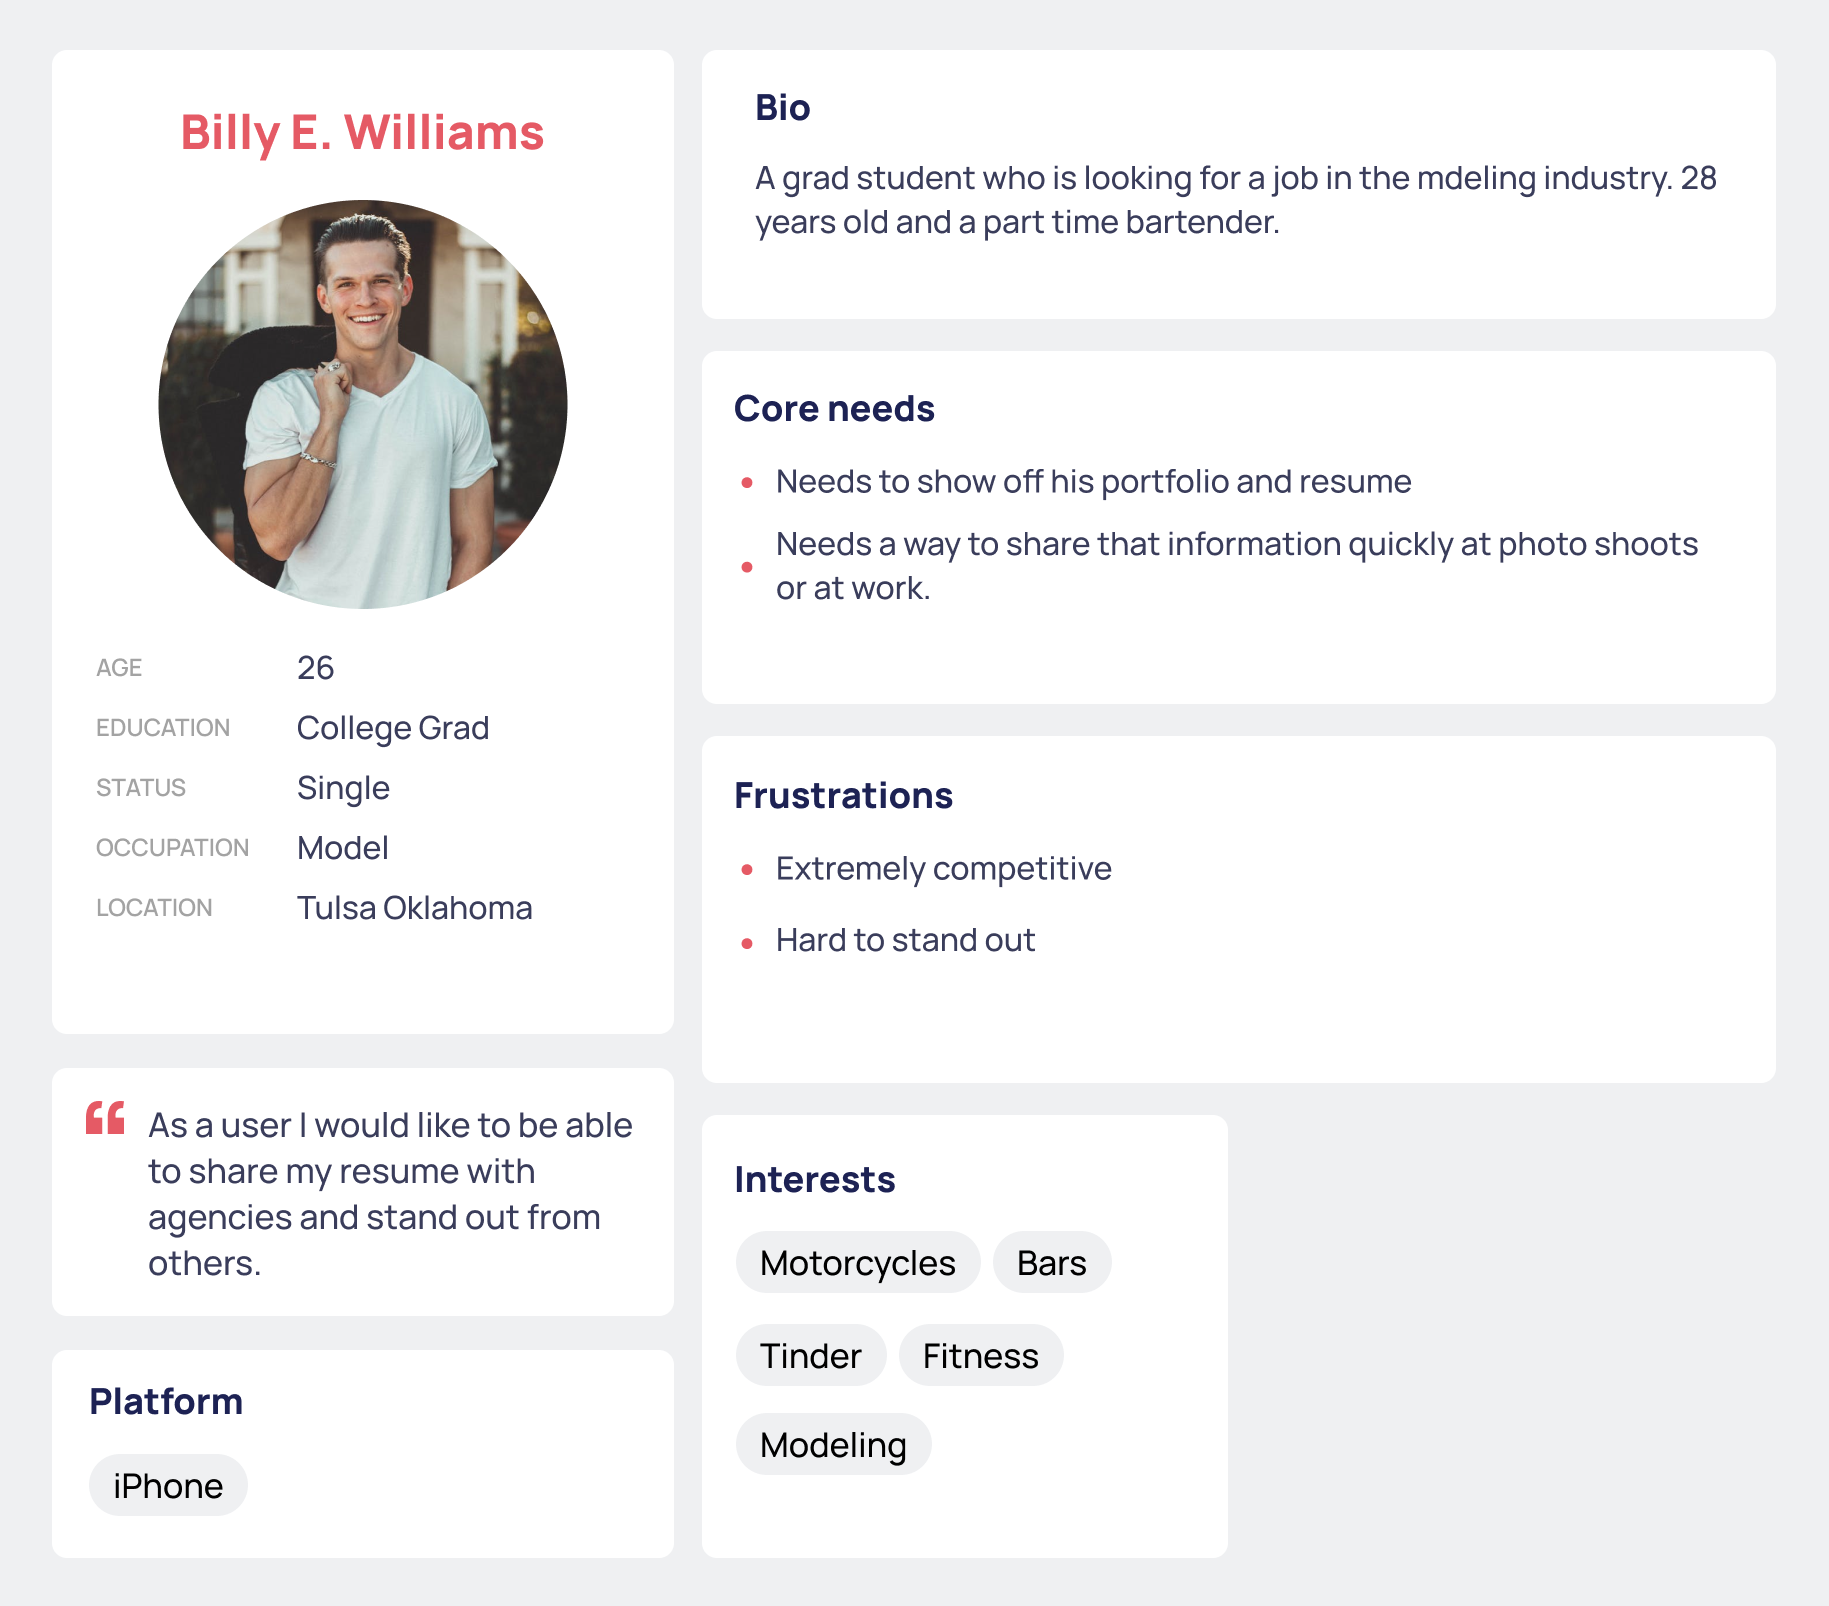 Billy E. Williams
AGE 26
EDUCATION College Grad
STATUS Single
OCCUPATION Model
LOCATION Tulsa Oklahoma
“ As a user I would like to be able
to share my resume with
agencies and stand out from
others.
Platform
iPhone
Bio
A grad student who is looking for a job in the mdeling industry. 28
years old and a part time bartender.
Core needs
• Needs to show off his portfolio and resume
• Needs a way to share that information quickly at photo shoots
or at work.
Frustrations
• Extremely competitive
• Hard to stand out
Interests
Motorcycles Bars
Tinder Fitness
Modeling